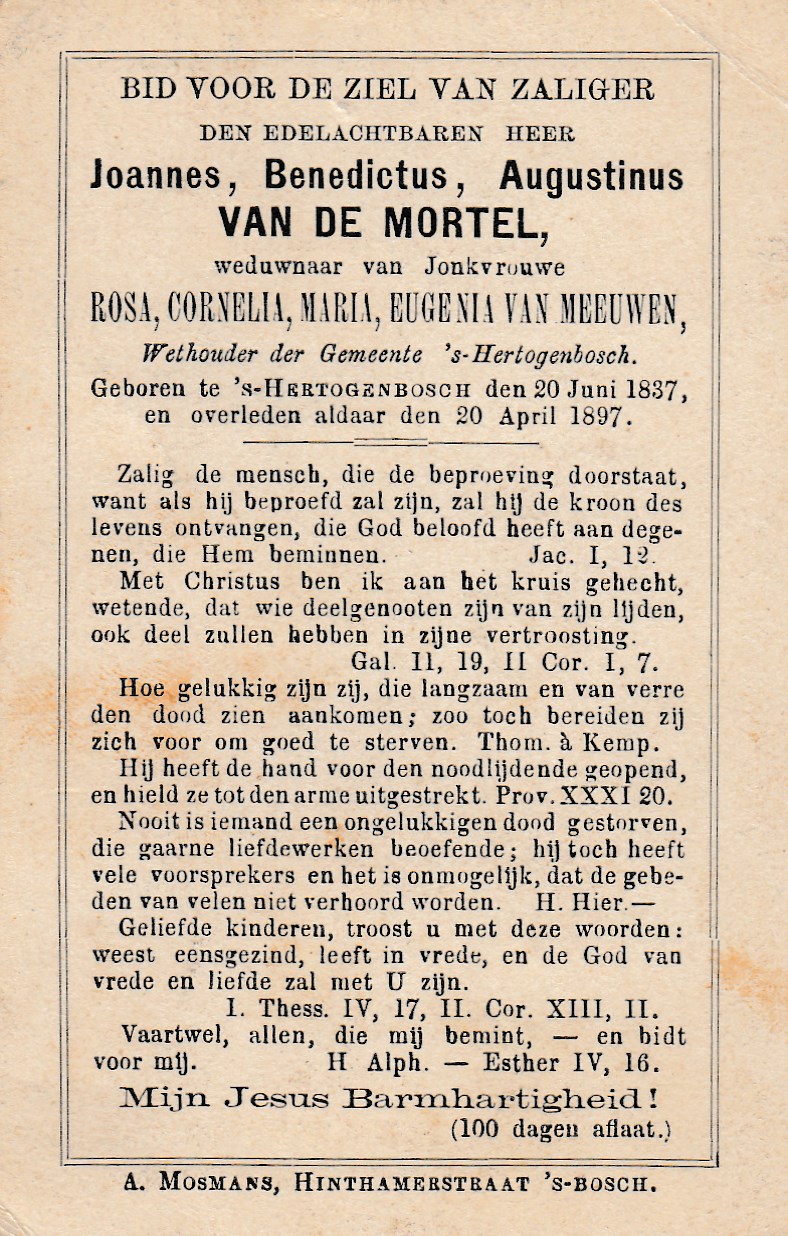 BID VOOR DE ZIEL VAN ZALIGER
DEN EDELACHTBAREN HEER
Joannes, Benedictus, Augustinus
VAN DE MORTEL,
weduwnaar van Jonkvrouwe
ROSA, CORNELIA, MARIA, EUGENIA VAN MEEUWEN,
Wethouder der Gemeente 's-Hertogenbosch.
Geboren te 's-HERTOGENBOSCH den 20 Juni 1837,
en overleden aldaar den 20 April 1897.
Zalig de mensch, die de beproeving doorstaat,
want als hij beproefd zal zijn, zal hij de kroon des
levens ontvangen, die God beloofd heeft aan dege-
nen, die Hem beminnen. Jac. I, 12.
Met Christus ben ik aan het kruis gehecht,
wetende, dat wie deelgenooten zijn van zijn lijden,
ook deel zullen hebben in zijne vertroosting.
Gal. II, 19, II Cor. I, 7.
Hoe gelukkig zijn zij, die langzaam en van verre
den dood zien aankomen; zoo toch bereiden zij
zich voor om goed te sterven. Thom. à Kemp.
Hij heeft de hand voor den noodlijdende geopend,
en hield ze tot den arme uitgestrekt. Prov. XXXI 20.
Nooit is iemand een ongelukkigen dood gestorven,
die gaarne liefdewerken beoefende; hij toch heeft
vele voorsprekers en het is onmogelijk, dat de gebe-
den van velen niet verhoord worden. H. Hier.—
Geliefde kinderen, troost u met deze woorden:
weest eensgezind, leeft in vrede, en de God van
vrede en liefde zal met U zijn.
I. Thess. IV, 17, II. Cor. XIII, II.
Vaartwel, allen, die mij bemint, — en bidt
voor mij. H Alph. — Esther IV, 16.
Mijn Jesus Barmhartigheid!
(100 dagen aflaat.)
A. MOSMANS, HINTHAMERSTRAAT 'S-BOSCH.